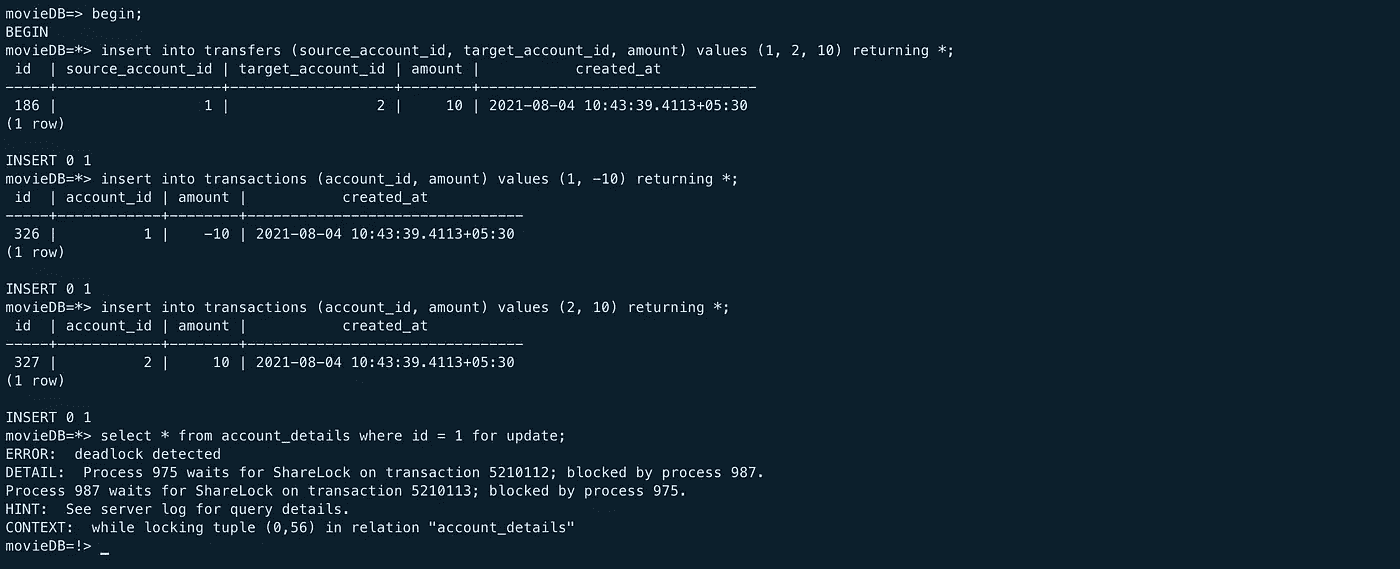 movieDB=> begin;
BEGIN
movieDB=*> insert into transfers (source_account_id, target_account_id, amount) values (1, 2, 10) returning *;
 id  | source_account_id | target_account_id | amount |           created_at
-----+-------------------+-------------------+--------+--------------------------------
 186 |                 1 |                 2 |     10 | 2021-08-04 10:43:39.4113+05:30
(1 row)

INSERT 0 1
movieDB=*> insert into transactions (account_id, amount) values (1, -10) returning *;
 id  | account_id | amount |           created_at
-----+------------+--------+--------------------------------
 326 |          1 |    -10 | 2021-08-04 10:43:39.4113+05:30
(1 row)

INSERT 0 1
movieDB=*> insert into transactions (account_id, amount) values (2, 10) returning *;
 id  | account_id | amount |           created_at
-----+------------+--------+--------------------------------
 327 |          2 |     10 | 2021-08-04 10:43:39.4113+05:30
(1 row)

INSERT 0 1
movieDB=*> select * from account_details where id = 1 for update;
ERROR:  deadlock detected
DETAIL:  Process 975 waits for ShareLock on transaction 5210112; blocked by process 987.
Process 987 waits for ShareLock on transaction 5210113; blocked by process 975.
HINT:  See server log for query details.
CONTEXT:  while locking tuple (0,56) in relation "account_details"
movieDB=!> _